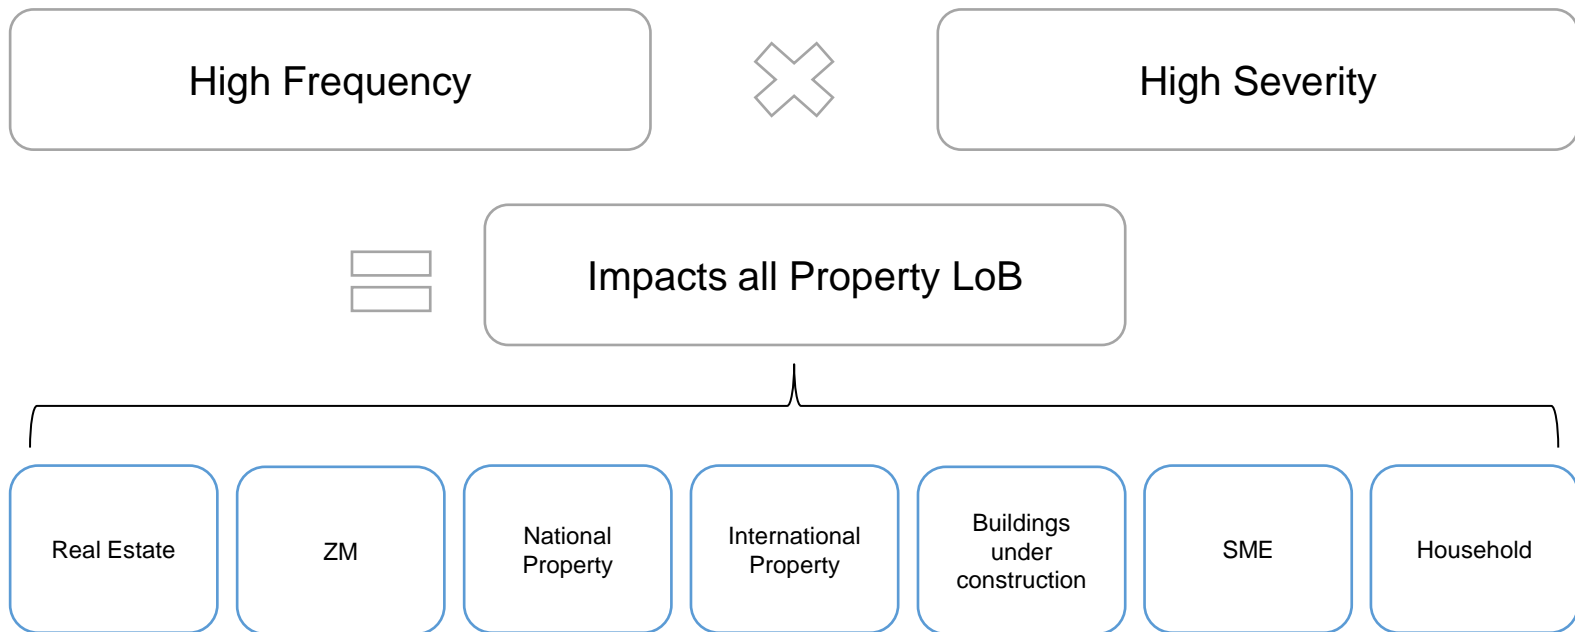 High Frequency
High Severity
Impacts all Property LoB
Real Estate
ZM
National
Property
International
Property
Buildings
under
construction
SME
Household